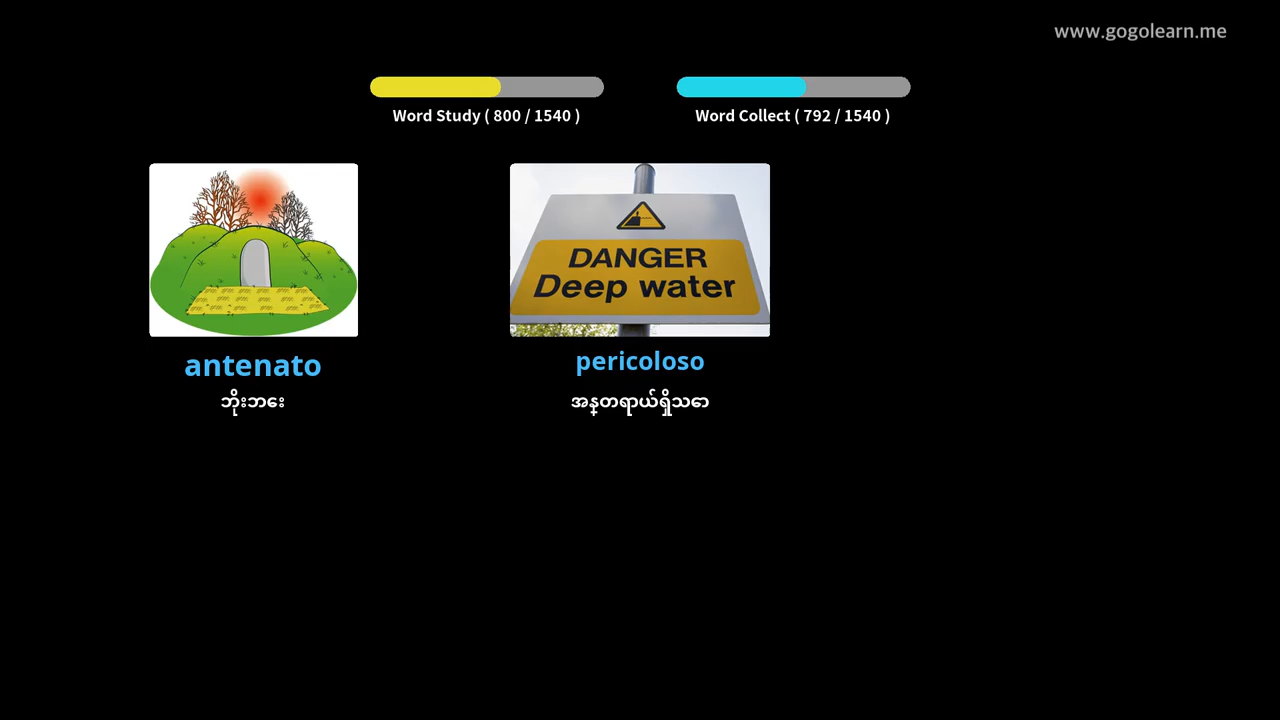 www.gogolearn.me
Word Study ( 800 / 1540 )
Word Collect ( 792 / 1540 )
DANGER
Deep water
antenato
ဘိုးဘေး
pericoloso
အန္တရာယ်ရှိသော